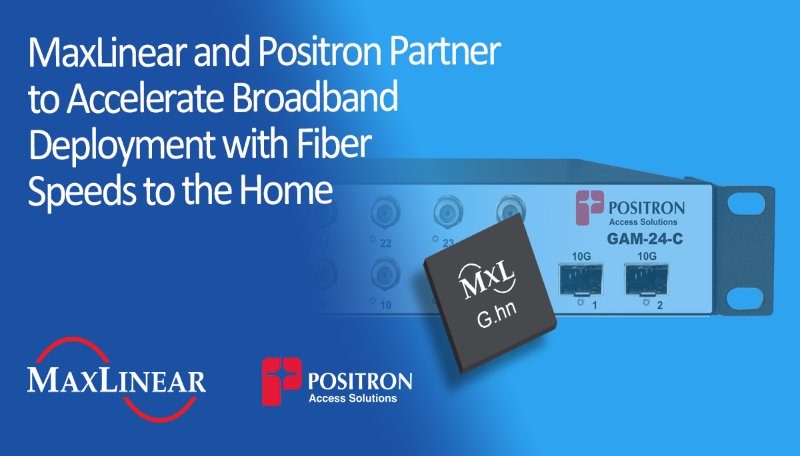 MaxLinear and Positron Partner
to Accelerate Broadband
Deployment with Fiber
Speeds to the Home
POSITRON
Access Solutions
GAM-24-C
21
22
23
10G
10G
10
1
2
MXL
G.hn
MAXLINEAR
POSITRON
Access Solutions